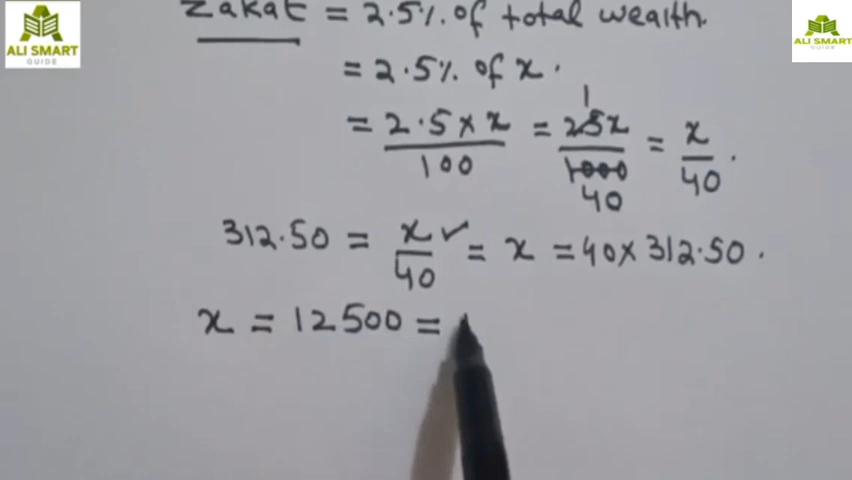 ALI SMART
GUIDE
ALI SMART
GUIDE
Zakat = 2.5% of total wealth.
= 2.5% of x.
= 2.5 × x / 100 = 25x / 1000 = x / 40.
1
40
312.50 = x / 40 ✓ = x = 40 × 312.50.
x = 12500 =